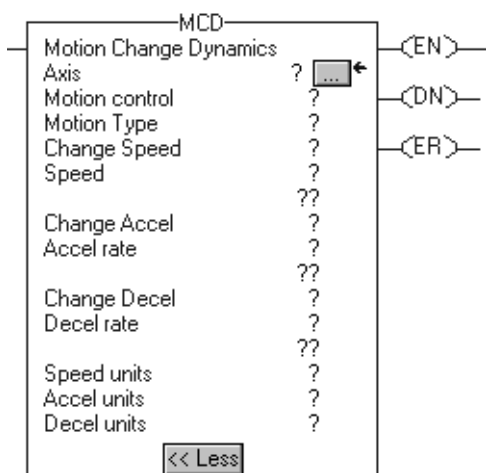 MCD
Motion Change Dynamics (EN)
Axis ? ...
Motion control ? (DN)
Motion Type ?
Change Speed ? (ER)
Speed ?
??
Change Accel ?
Accel rate ?
??
Change Decel ?
Decel rate ?
??
Speed units ?
Accel units ?
Decel units ?
<< Less